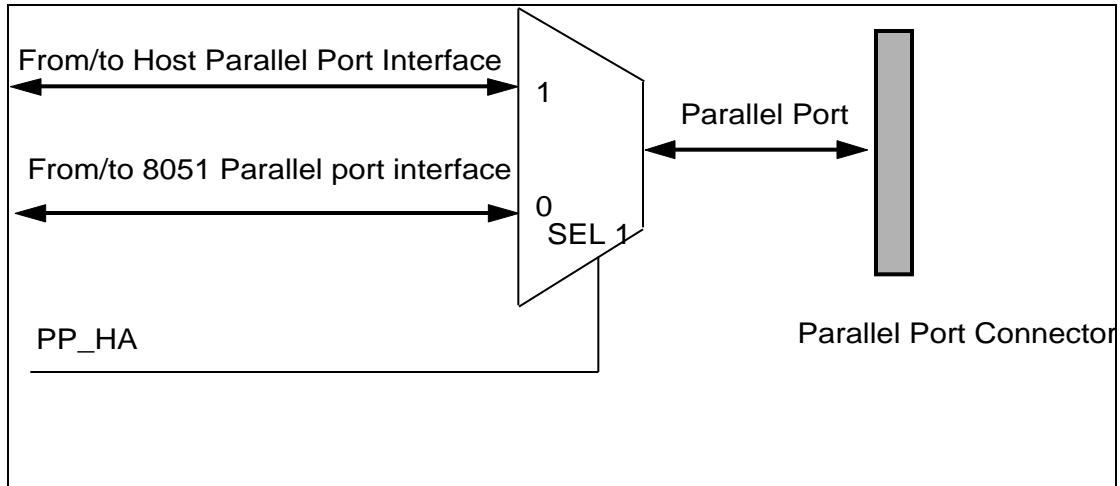 From/to Host Parallel Port Interface
1
Parallel Port
From/to 8051 Parallel port interface
0
SEL 1
PP_HA
Parallel Port Connector